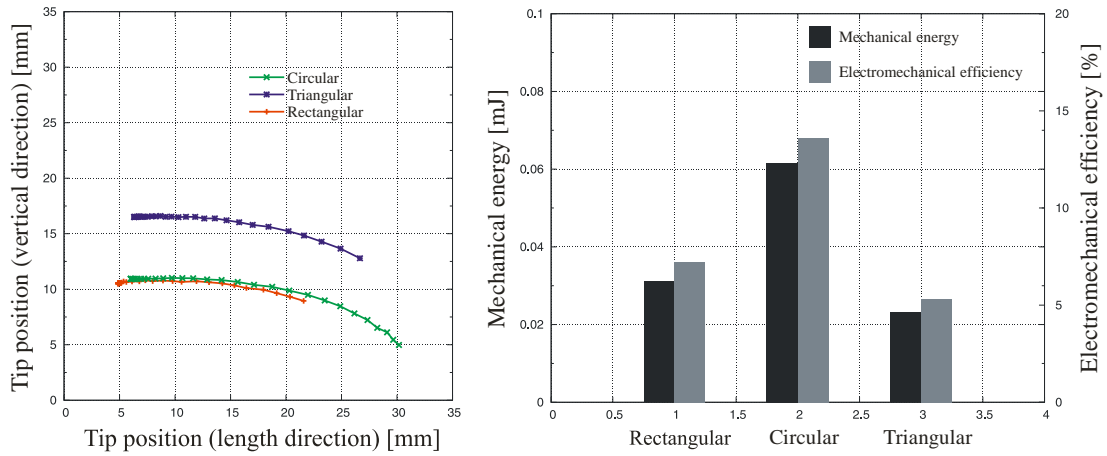 35
30
25
20
15
10
5
0
0 5 10 15 20 25 30 35
Tip position (vertical direction) [mm]
Tip position (length direction) [mm]
Circular
Triangular
Rectangular
0.1
0.08
0.06
0.04
0.02
0
Mechanical energy [mJ]
Mechanical energy
Electromechanical efficiency
20
15
10
5
0
Electromechanical efficiency [%]
0 0.5 1 1.5 2 2.5 3 3.5 4
Rectangular Circular Triangular